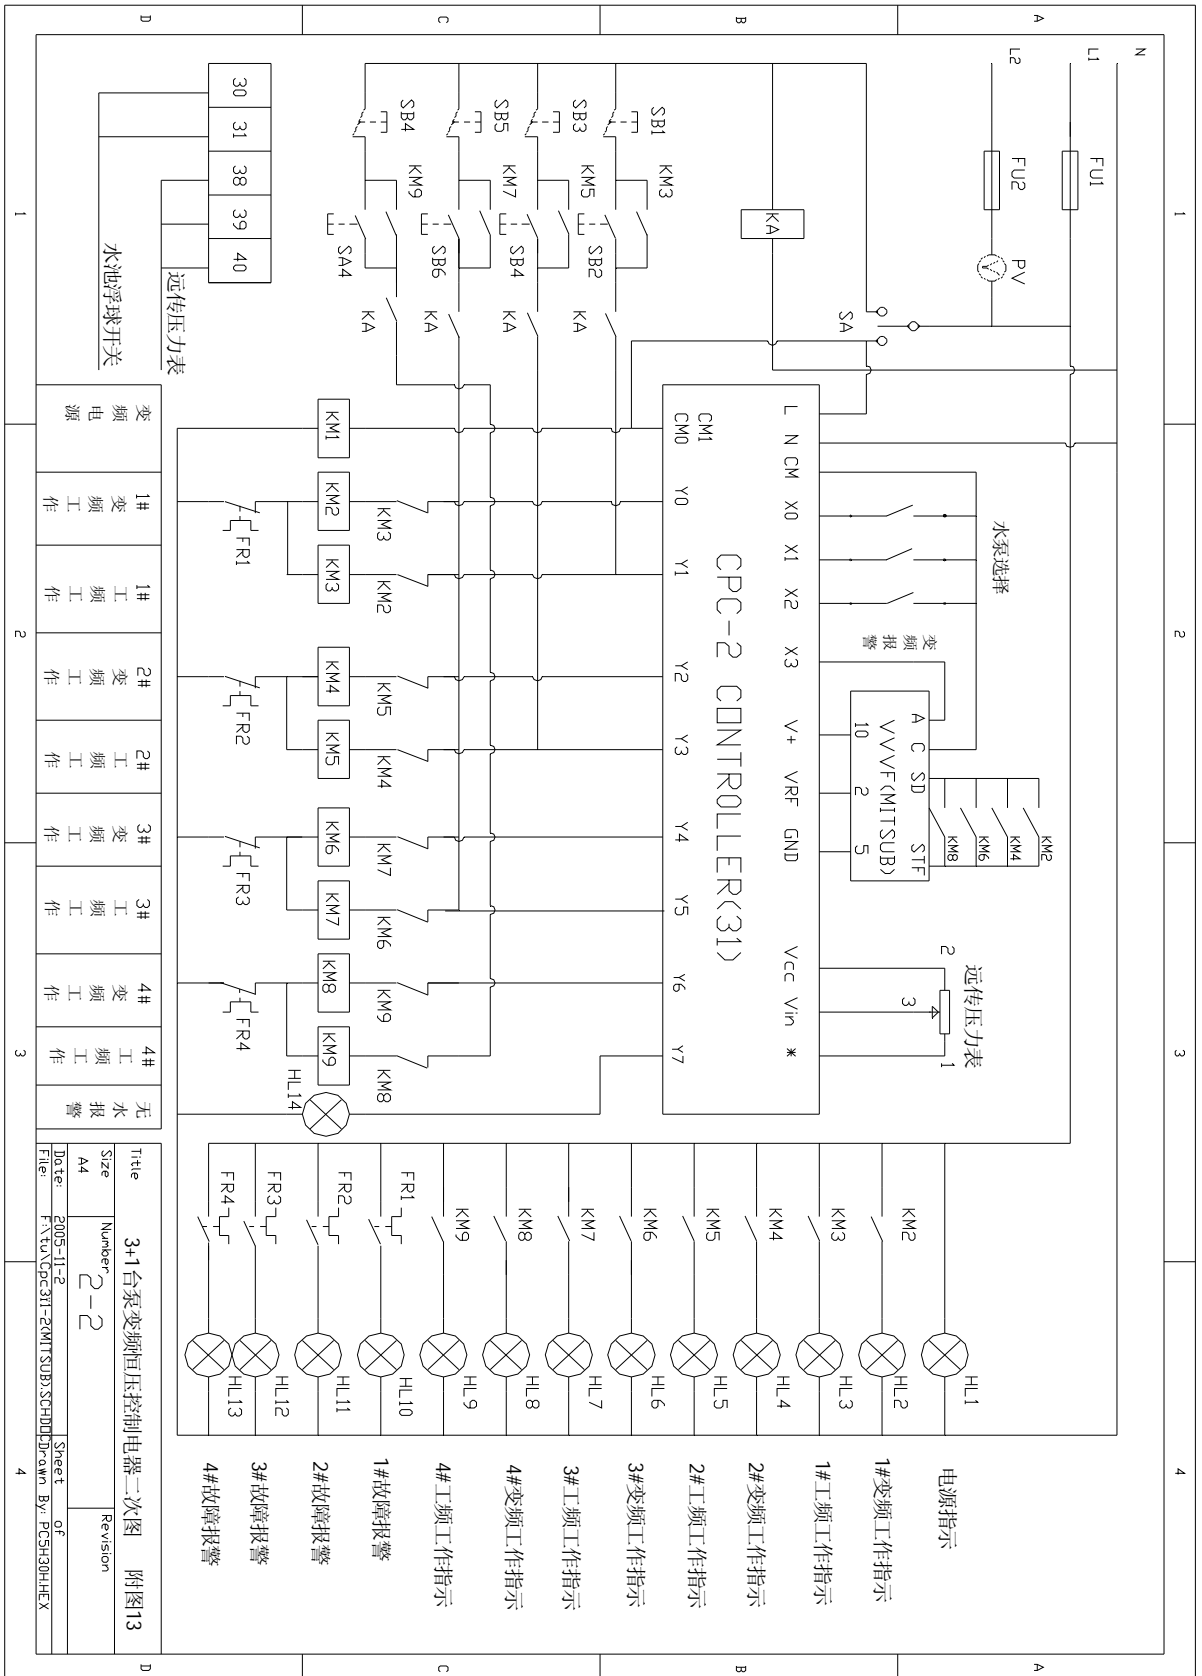 A
B
C
D
1
2
3
4
1
2
3
4
A
B
C
D
N
L1
L2
FU1
FU2
PV
SA
KA
SB1
SB3
SB5
SB4
KM3
KM5
KM7
KM9
SB2
SB4
SB6
SA4
KA
KA
KA
KA
30
31
38
39
40
远传压力表
水池浮球开关
L N CM X0 X1 X2 X3 V+ VRF GND Vcc Vin *
CPC-2 CONTROLLER(31)
CM1
CM0 Y0 Y1 Y2 Y3 Y4 Y5 Y6 Y7
水泵选择
变频报警
A C SD STF
VVVF(MITSUB)
10 2 5
KM2
KM4
KM6
KM8
远传压力表
2
3
1
KM3
KM2
KM5
KM4
KM7
KM6
KM9
KM8
KM1
KM2
KM3
KM4
KM5
KM6
KM7
KM8
KM9
HL14
FR1
FR2
FR3
FR4
变频电源
1#变频工作
1#工频工作
2#变频工作
2#工频工作
3#变频工作
3#工频工作
4#变频工作
4#工频工作
无水报警
HL1 电源指示
KM2 HL2 1#变频工作指示
KM3 HL3 1#工频工作指示
KM4 HL4 2#变频工作指示
KM5 HL5 2#工频工作指示
KM6 HL6 3#变频工作指示
KM7 HL7 3#工频工作指示
KM8 HL8 4#变频工作指示
KM9 HL9 4#工频工作指示
FR1 HL10 1#故障报警
FR2 HL11 2#故障报警
FR3 HL12 3#故障报警
FR4 HL13 4#故障报警
Title
3+1台泵变频恒压控制电器二次图 附图13
Size
A4
Number
2-2
Revision
Date: 2005-11-2
Sheet of
File:
Drawn By: PC5H30H.HEX